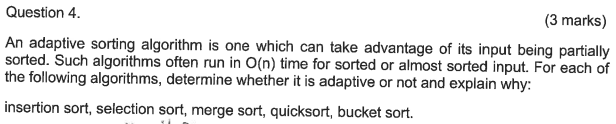 Question 4.
(3 marks)
An adaptive sorting algorithm is one which can take advantage of its input being partially
sorted. Such algorithms often run in O(n) time for sorted or almost sorted input. For each of
the following algorithms, determine whether it is adaptive or not and explain why:
insertion sort, selection sort, merge sort, quicksort, bucket sort.